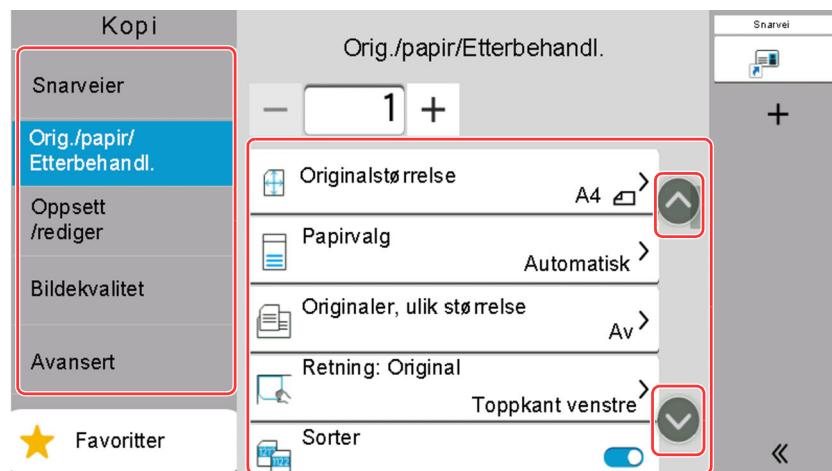 Kopi
Snarveier
Orig./papir/
Etterbehandl.
Oppsett
/rediger
Bildekvalitet
Avansert
Favoritter
Orig./papir/Etterbehandl.
1
Originalstørrelse
A4
Papirvalg
Automatisk
Originaler, ulik størrelse
Av
Retning: Original
Toppkant venstre
Sorter
Snarvei